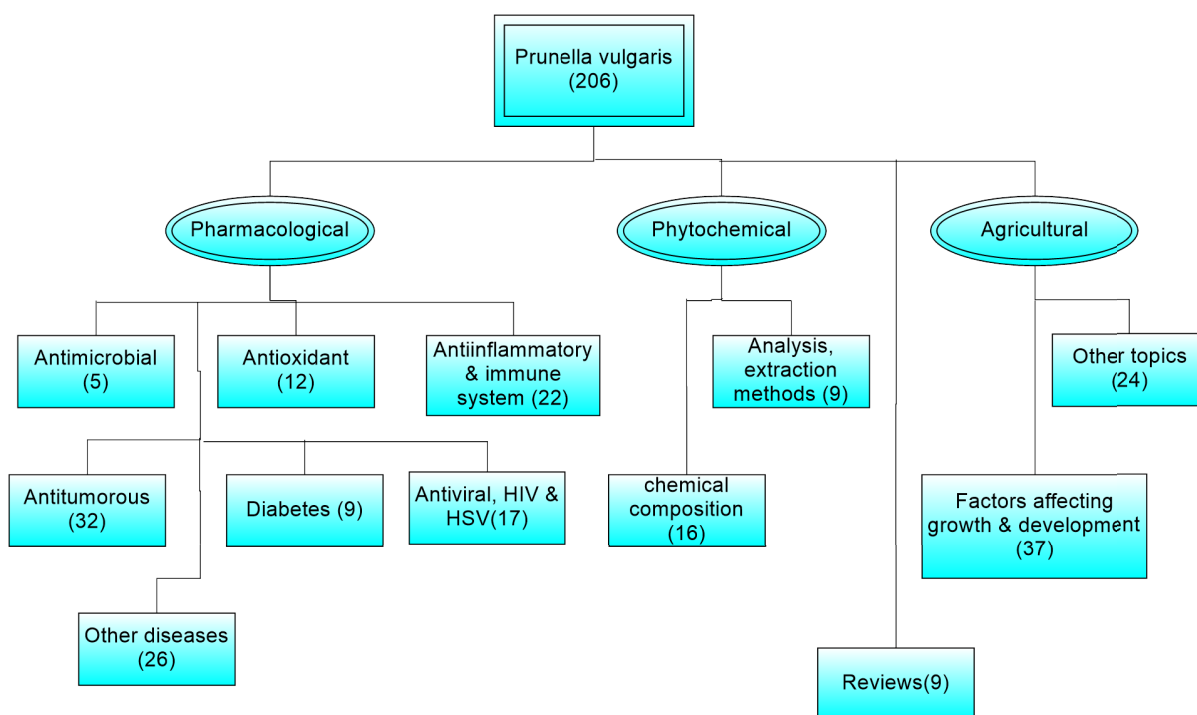 Prunella vulgaris
(206)
Pharmacological
Phytochemical
Agricultural
Antimicrobial
(5)
Antioxidant
(12)
Antiinflammatory
& immune
system (22)
Analysis,
extraction
methods (9)
Other topics
(24)
Antitumorous
(32)
Diabetes (9)
Antiviral, HIV &
HSV(17)
chemical
composition
(16)
Factors affecting
growth & development
(37)
Other diseases
(26)
Reviews(9)